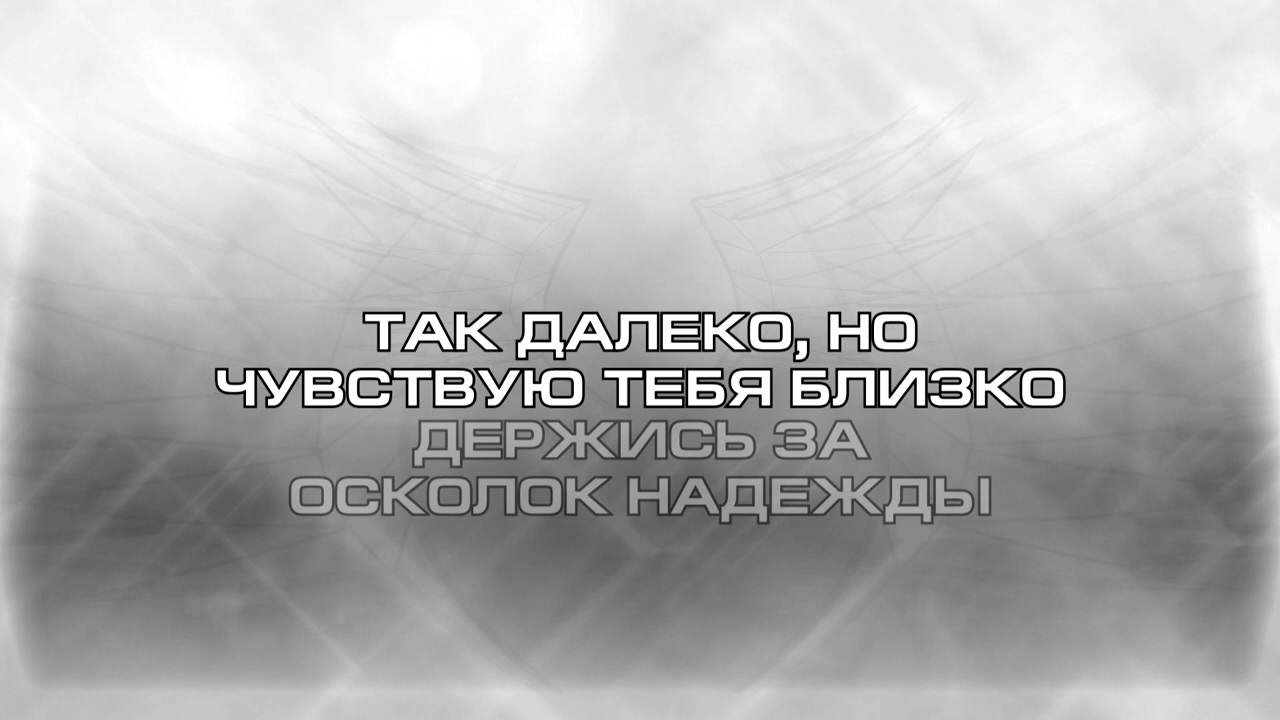 ТАК ДАЛЕКО, НО
ЧУВСТВУЮ ТЕБЯ БЛИЗКО
ДЕРЖИСЬ ЗА
ОСКОЛОК НАДЕЖДЫ